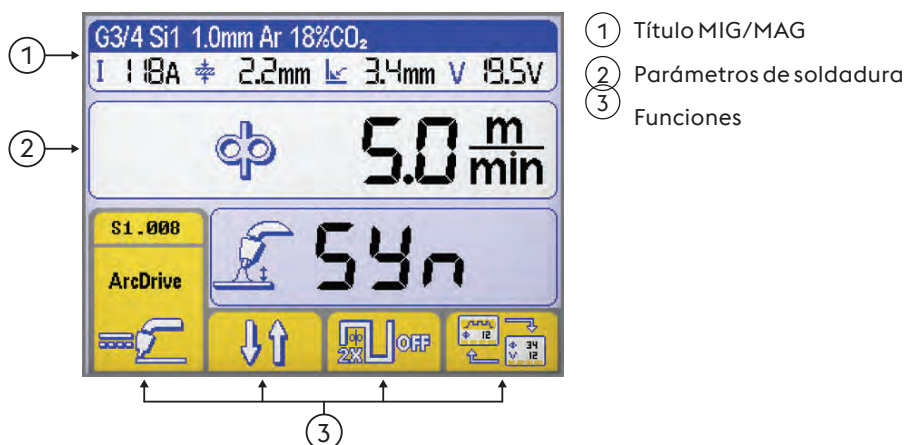 G3/4 Si1 1.0mm Ar 18%CO₂
I 118A 2.2mm 3.4mm V 19.5V
5.0 m/min
S1.008
ArcDrive
Syn
2X OFF
12
34
V 12
1
2
3
1 Título MIG/MAG
2 Parámetros de soldadura
3 Funciones